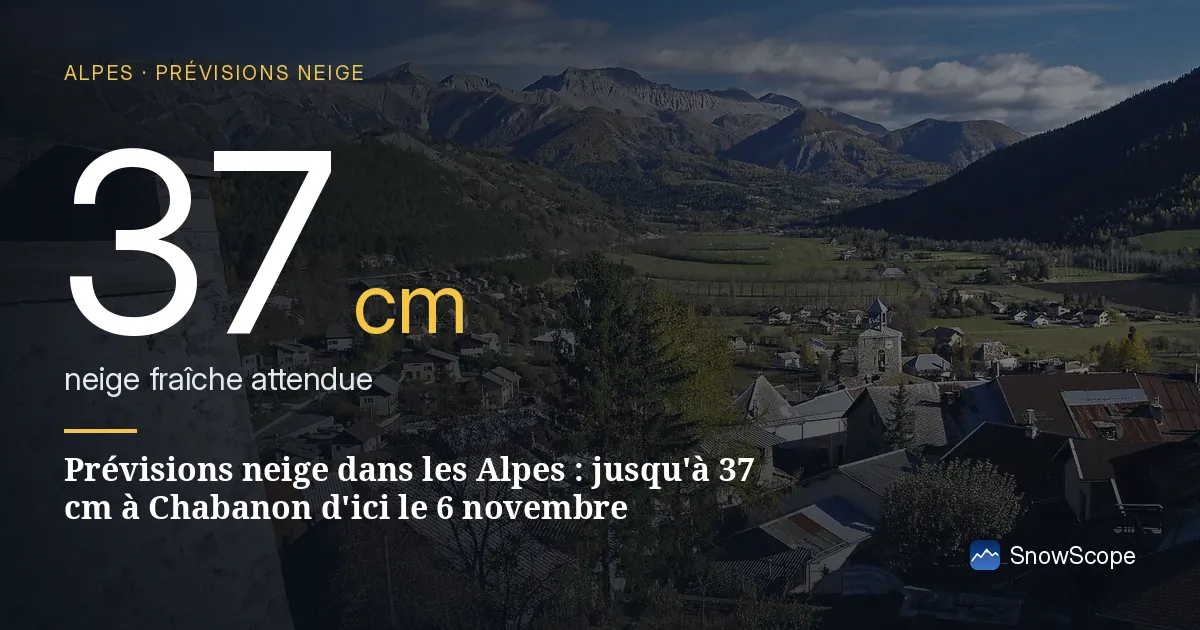 ALPES · PRÉVISIONS NEIGE
37 cm
neige fraîche attendue
Prévisions neige dans les Alpes : jusqu'à 37
cm à Chabanon d'ici le 6 novembre
SnowScope